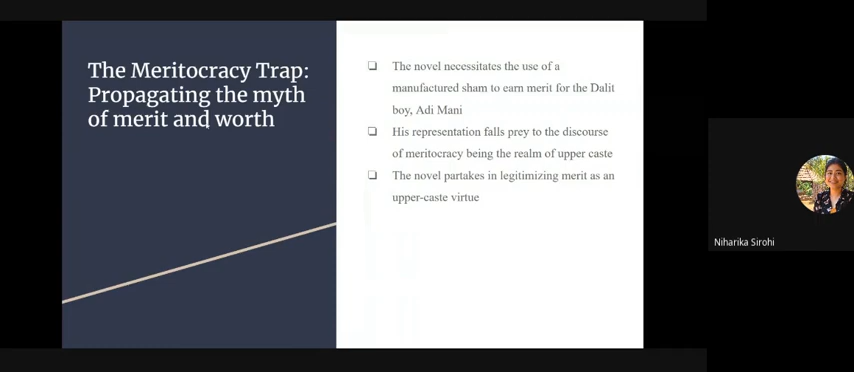 The Meritocracy Trap:
Propagating the myth
of merit and worth
❏ The novel necessitates the use of a
manufactured sham to earn merit for the Dalit
boy, Adi Mani
❏ His representation falls prey to the discourse
of meritocracy being the realm of upper caste
❏ The novel partakes in legitimizing merit as an
upper-caste virtue
Niharika Sirohi